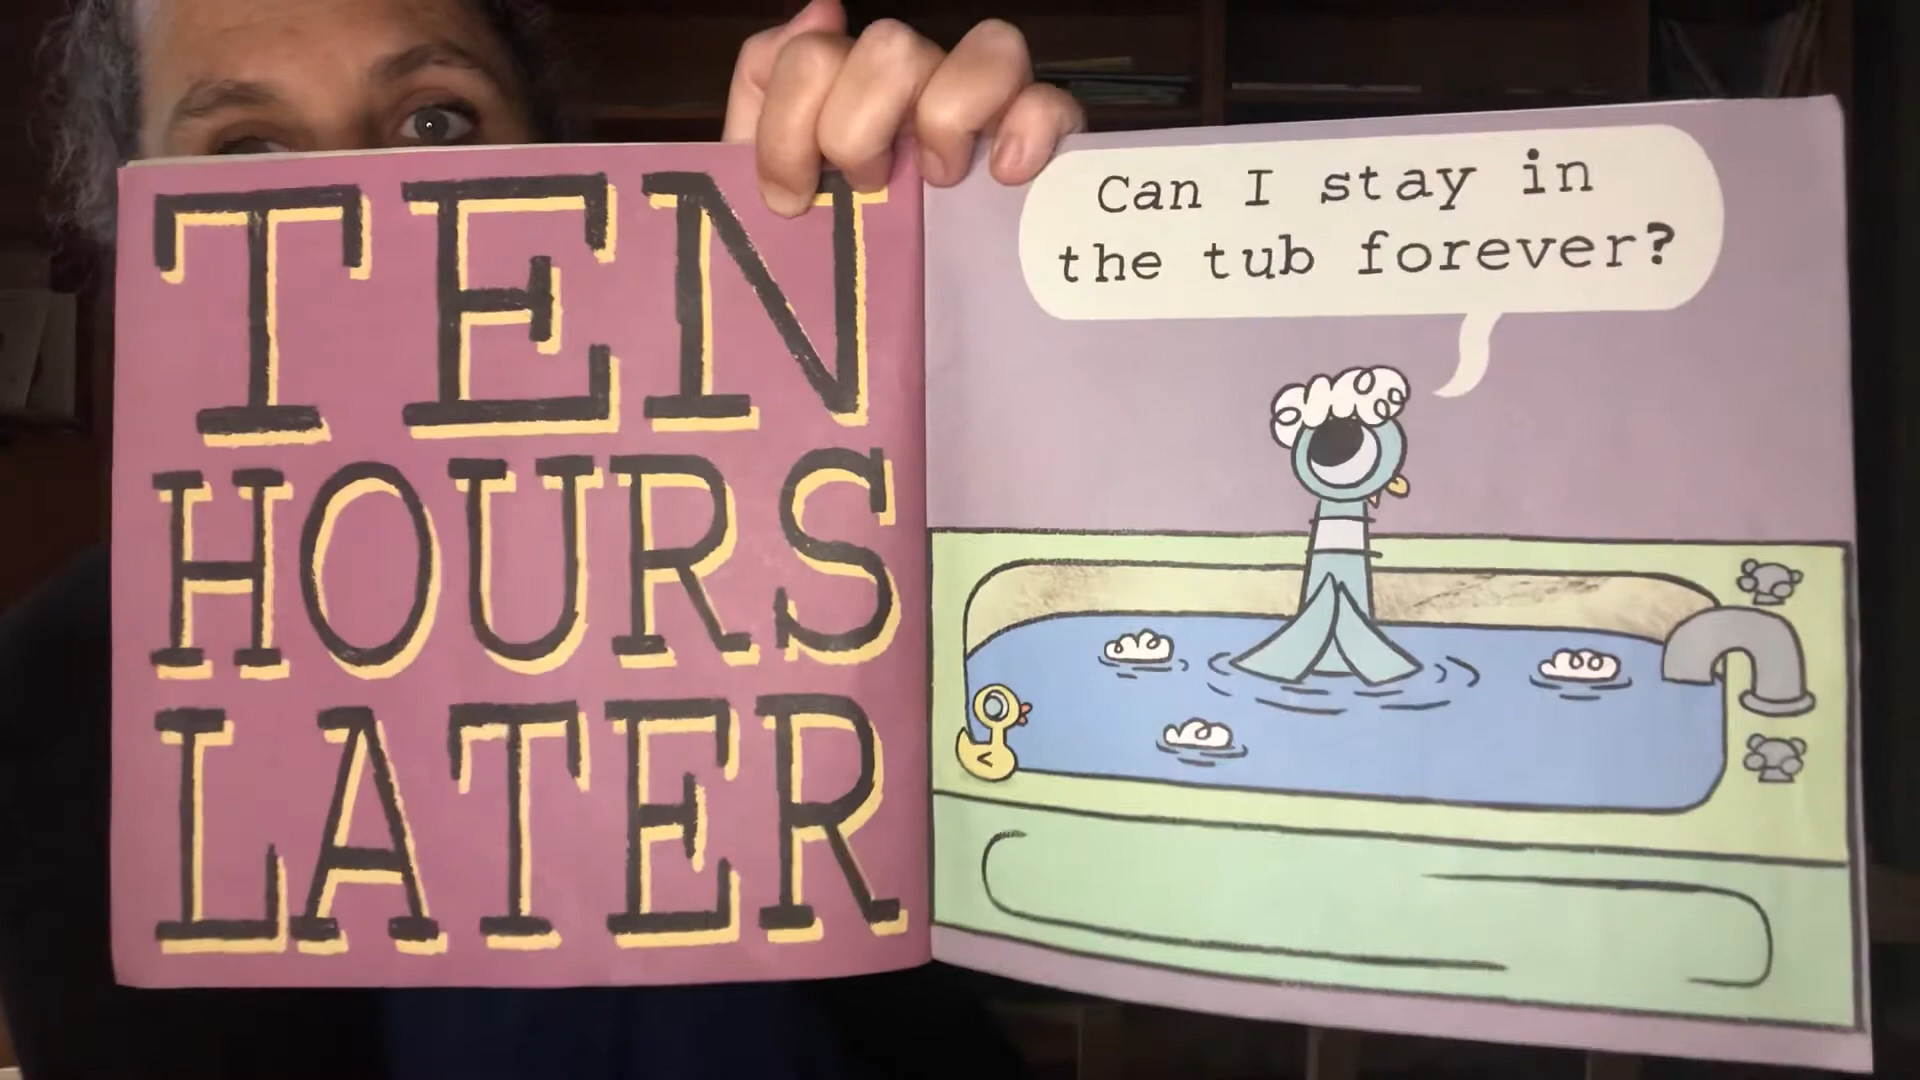 TEN
HOURS
LATER
Can I stay in
the tub forever?